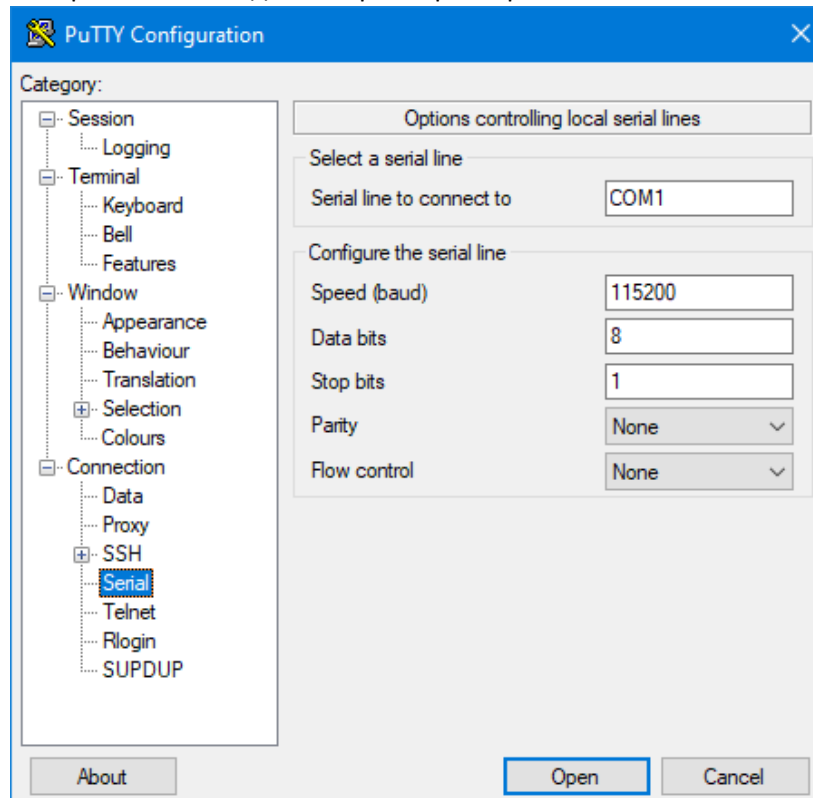 PuTTY Configuration
Category:
Session
Logging
Terminal
Keyboard
Bell
Features
Window
Appearance
Behaviour
Translation
Selection
Colours
Connection
Data
Proxy
SSH
Serial
Telnet
Rlogin
SUPDUP
Options controlling local serial lines
Select a serial line
Serial line to connect to COM1
Configure the serial line
Speed (baud) 115200
Data bits 8
Stop bits 1
Parity None
Flow control None
About Open Cancel